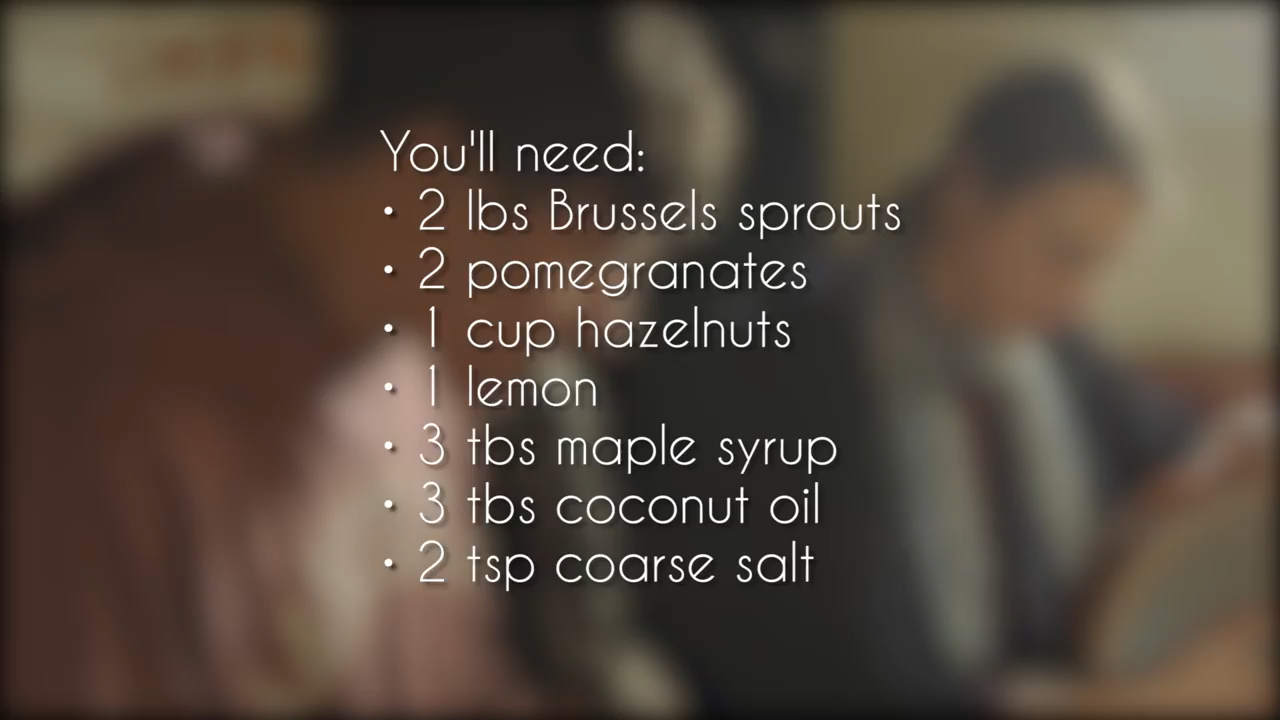 You'll need:
• 2 lbs Brussels sprouts
• 2 pomegranates
• 1 cup hazelnuts
• 1 lemon
• 3 tbs maple syrup
• 3 tbs coconut oil
• 2 tsp coarse salt